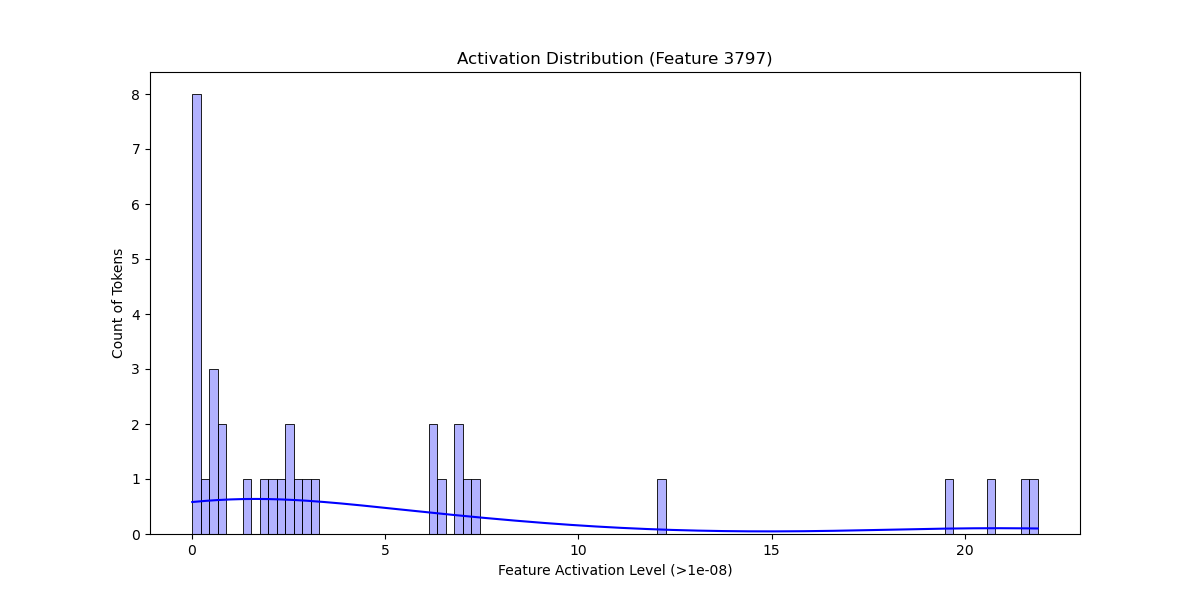 Activation Distribution (Feature 3797)
Count of Tokens
8
7
6
5
4
3
2
1
0
0 5 10 15 20
Feature Activation Level (>1e-08)